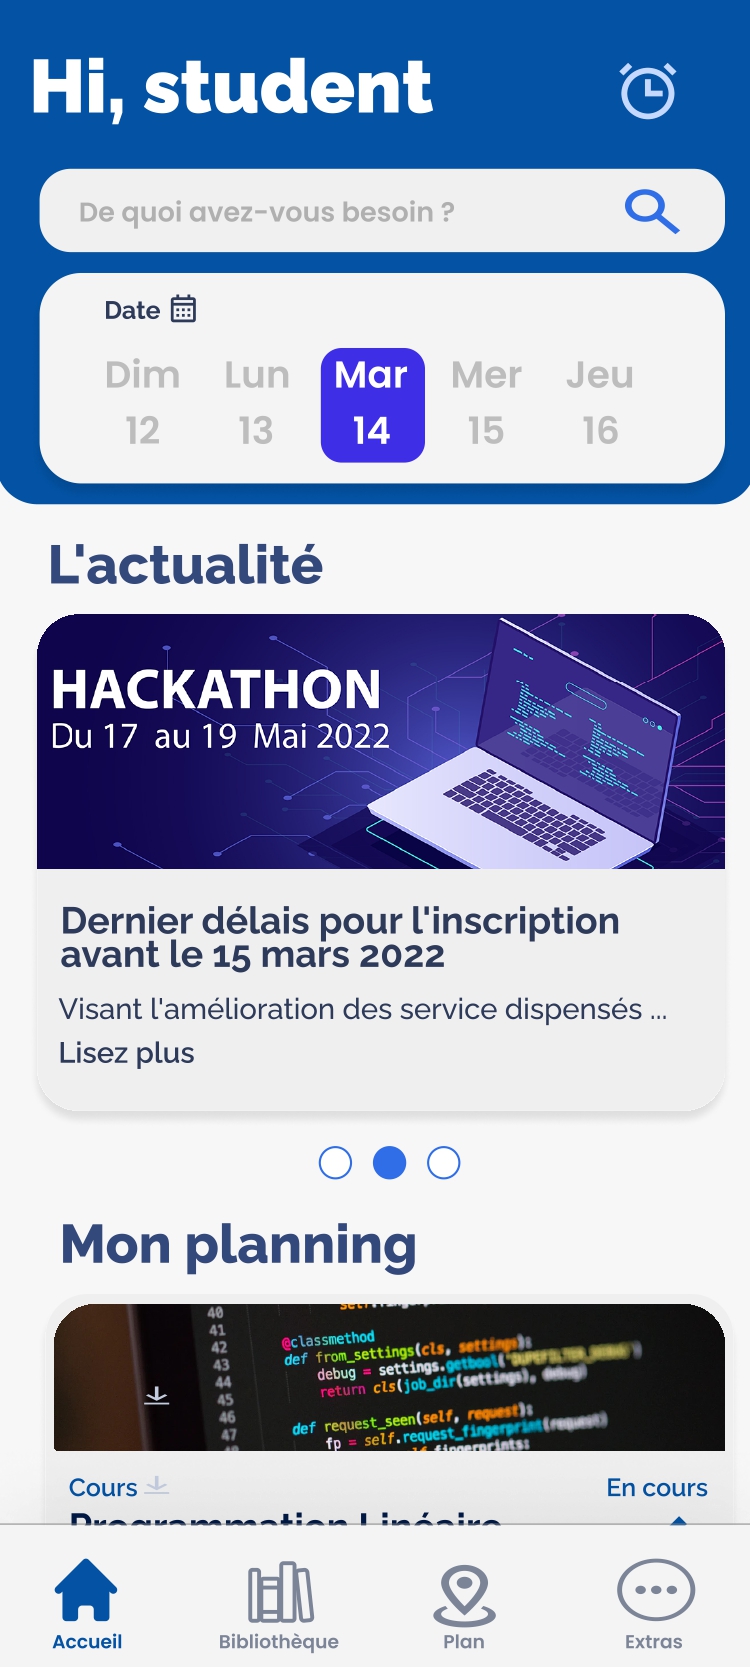 Hi, student
De quoi avez-vous besoin ?
Date
Dim Lun Mar Mer Jeu
12 13 14 15 16
L'actualité
HACKATHON
Du 17 au 19 Mai 2022
Dernier délais pour l'inscription
avant le 15 mars 2022
Visant l'amélioration des service dispensés ...
Lisez plus
Mon planning
40
41
42 @classmethod
43 def from_settings(cls, settings):
44 debug = settings.getbool('DUPEFILTER_DEBUG')
45 return cls(job_dir(settings), debug)
46
47 def request_seen(self, request):
fp = self.request_fingerprint(request)
Cours En cours
Programmation Linéaire
Accueil Bibliothèque Plan Extras